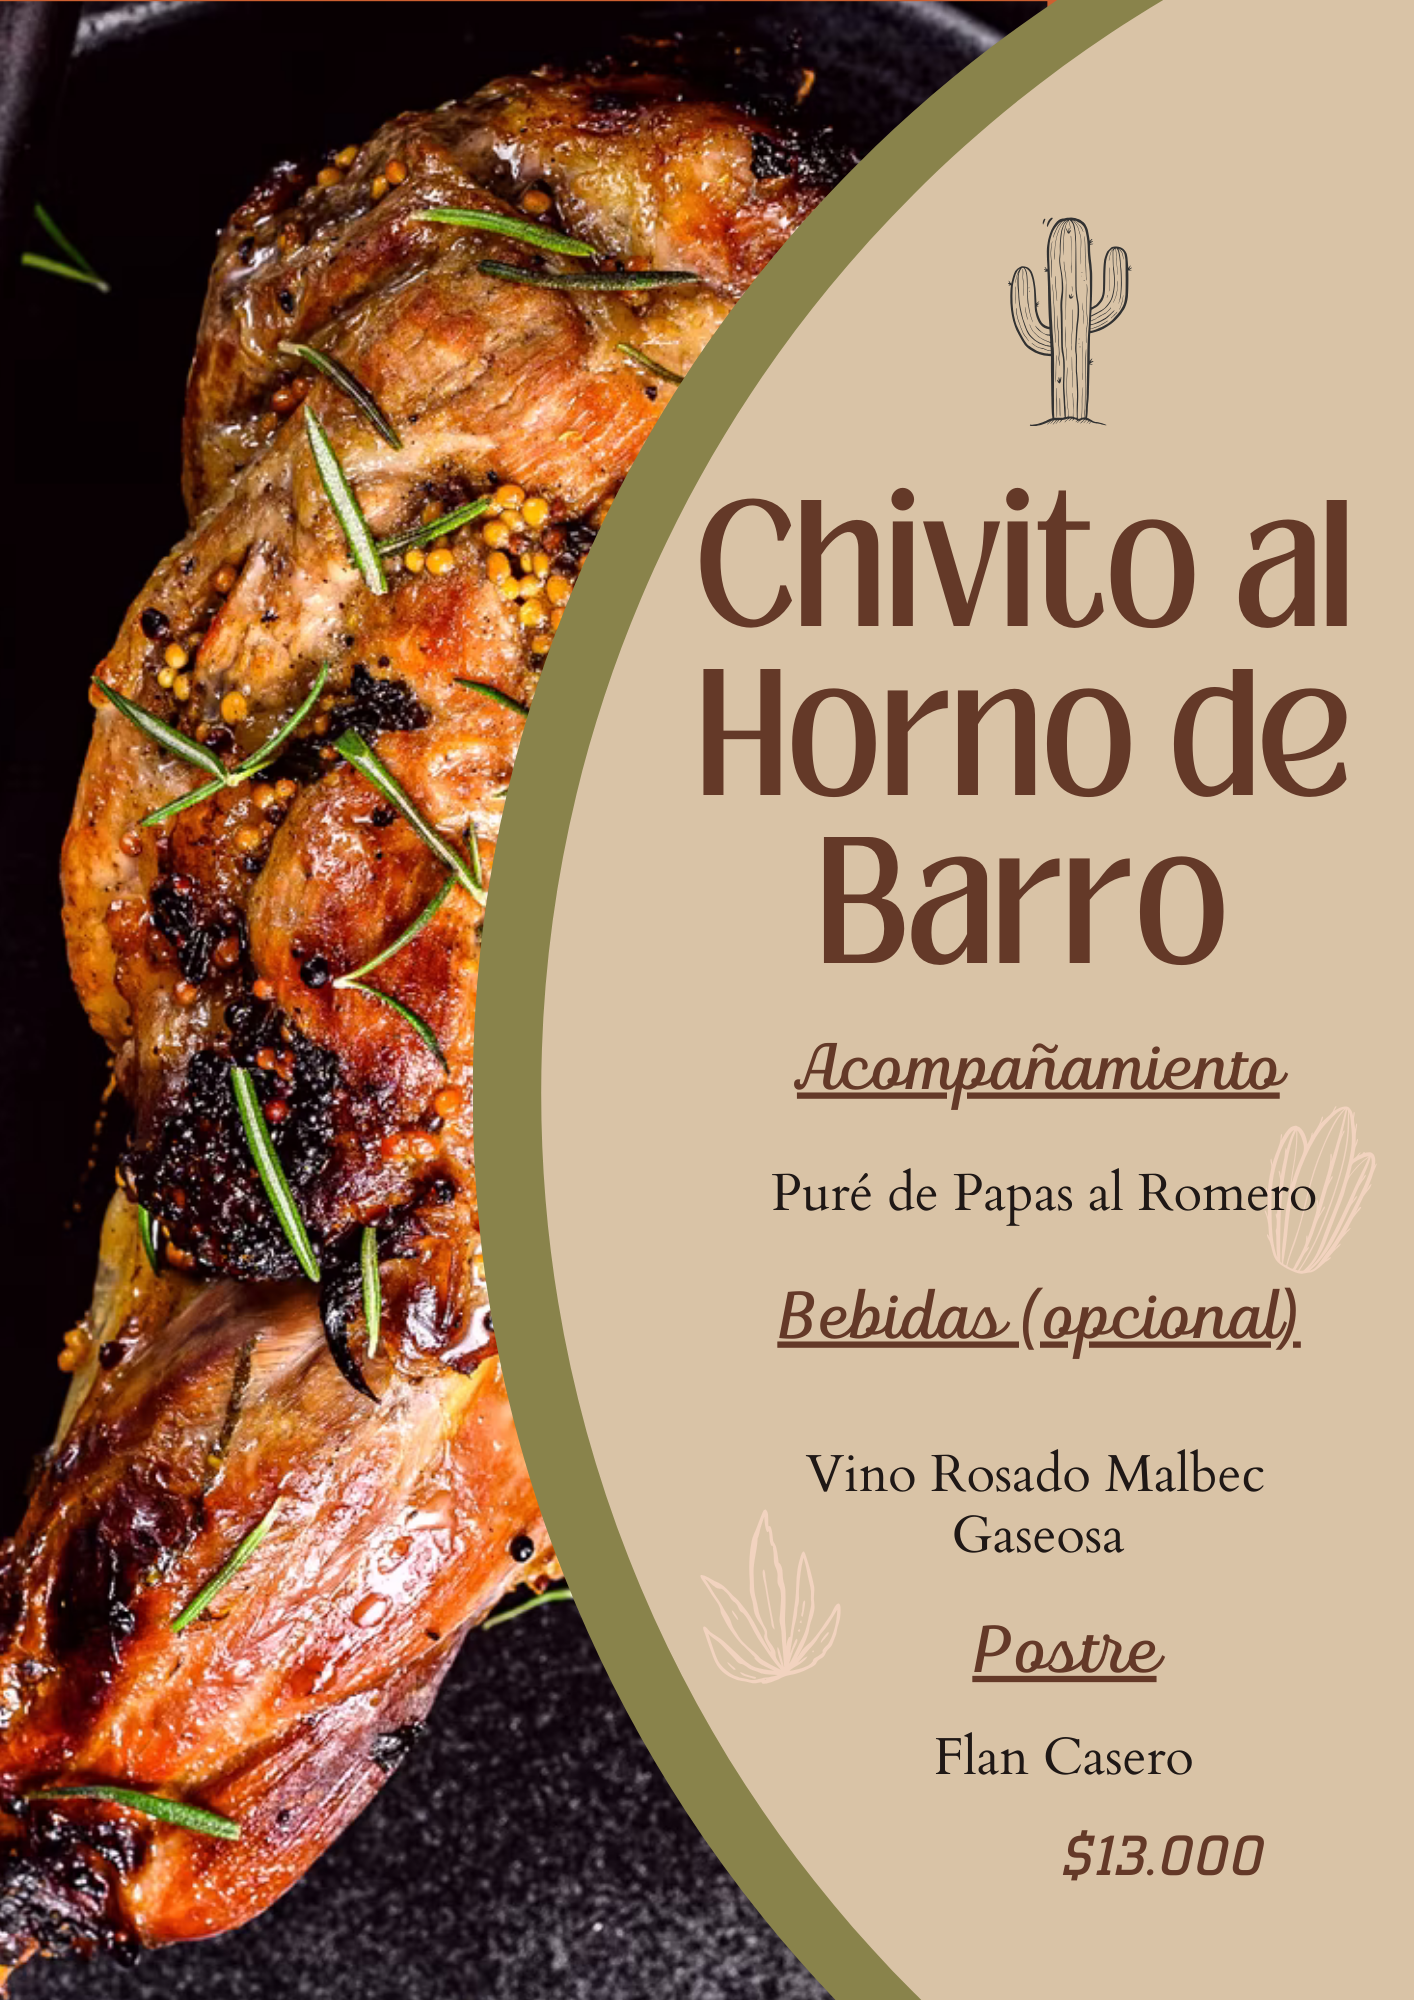 Chivito al
Horno de
Barro
Acompañamiento
Puré de Papas al Romero
Bebidas (opcional)
Vino Rosado Malbec
Gaseosa
Postre
Flan Casero
$13.000